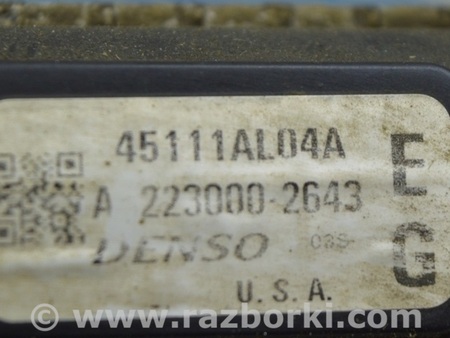 45111AL04A E
A 223000-2643
DENSO G
U.S.A.
© www.razborki.com